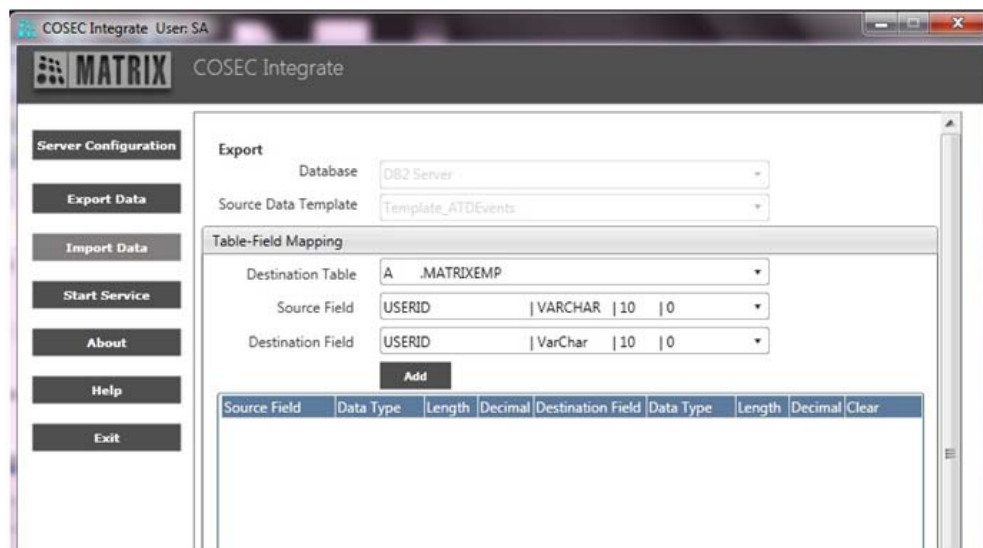 COSEC Integrate User: SA
MATRIX COSEC Integrate
Server Configuration
Export Data
Import Data
Start Service
About
Help
Exit
Export
Database DB2 Server
Source Data Template Template_ATDEvents
Table-Field Mapping
Destination Table A .MATRIXEMP
Source Field USERID | VARCHAR | 10 | 0
Destination Field USERID | VarChar | 10 | 0
Add
Source Field Data Type Length Decimal Destination Field Data Type Length Decimal Clear